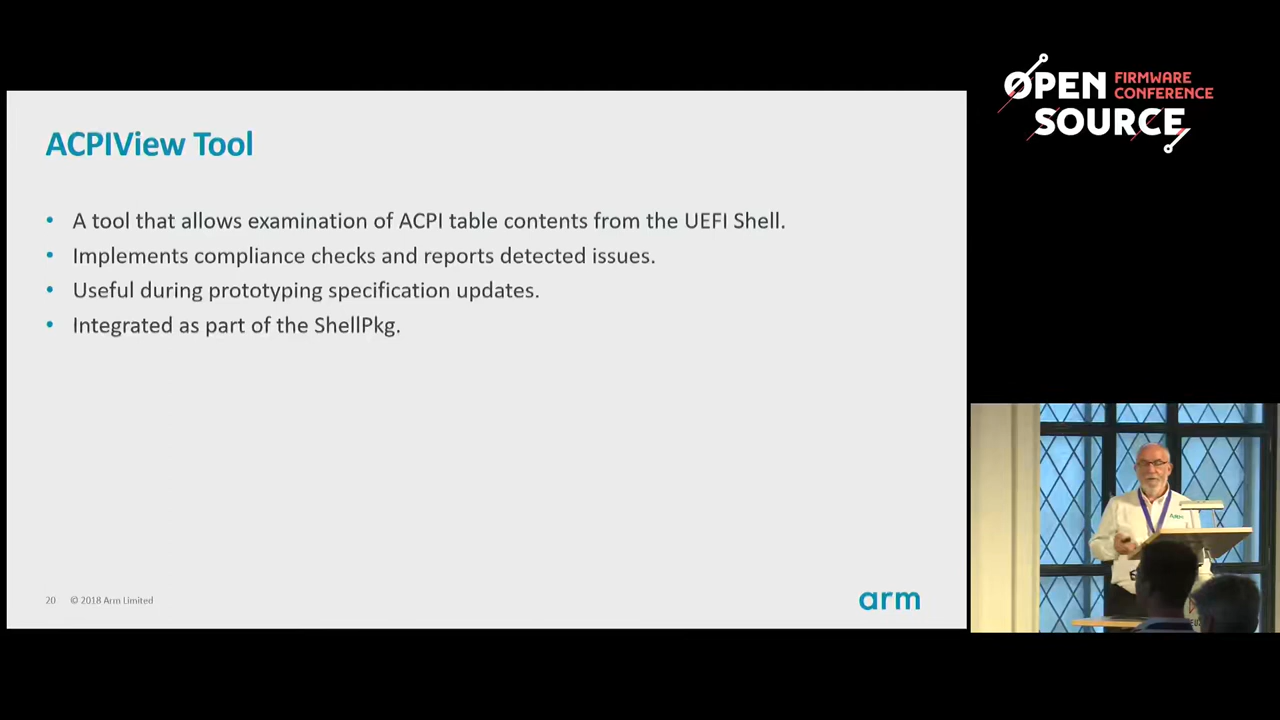 OPEN FIRMWARE
CONFERENCE
SOURCE
ACPIView Tool
• A tool that allows examination of ACPI table contents from the UEFI Shell.
• Implements compliance checks and reports detected issues.
• Useful during prototyping specification updates.
• Integrated as part of the ShellPkg.
20 © 2018 Arm Limited
arm